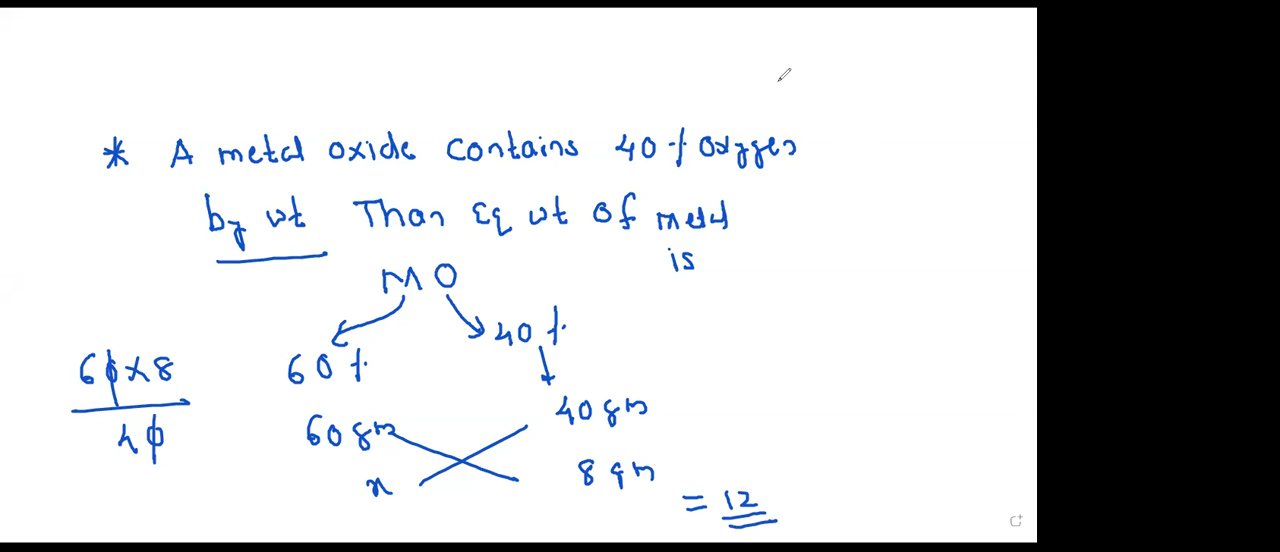 * A metal oxide contains 40 % oxygen
by wt Than Eq wt of metal
is
MO
60 % 40 %
60 gm 40 gm
x 8 gm
60 x 8
40
= 12